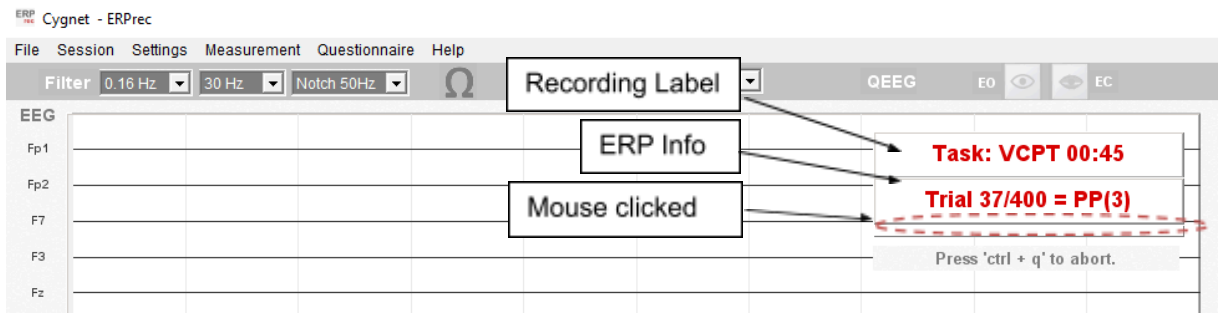 ERP rec Cygnet - ERPrec
File Session Settings Measurement Questionnaire Help
Filter 0.16 Hz 30 Hz Notch 50Hz Ω QEEG EO EC
Recording Label
EEG
Fp1
ERP Info
Task: VCPT 00:45
Fp2
Mouse clicked
Trial 37/400 = PP(3)
F7
F3
Press 'ctrl + q' to abort.
Fz